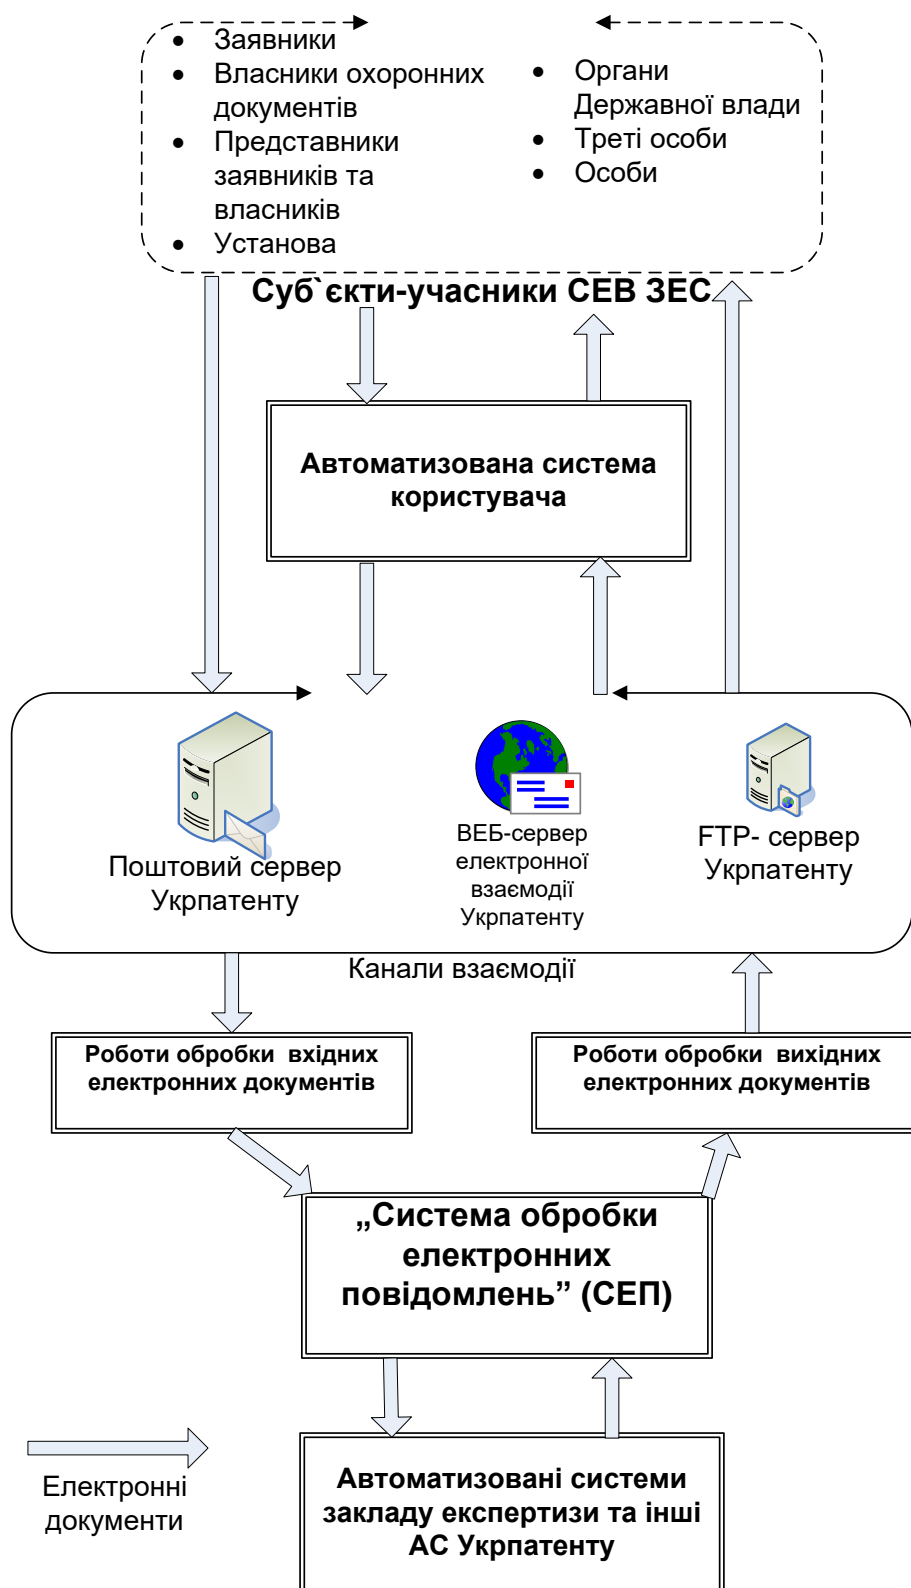 Заявники
Власники охоронних
документів
Представники
заявників та
власників
Установа
Органи
Державної влади
Треті особи
Особи
Суб`єкти-учасники СЕВ ЗЕС
Автоматизована система
користувача
Поштовий сервер
Укрпатенту
ВЕБ-сервер
електронної
взаємодії
Укрпатенту
FTP- сервер
Укрпатенту
Канали взаємодії
Роботи обробки вхідних
електронних документів
Роботи обробки вихідних
електронних документів
„Система обробки
електронних
повідомлень” (СЕП)
Електронні
документи
Автоматизовані системи
закладу експертизи та інші
АС Укрпатенту